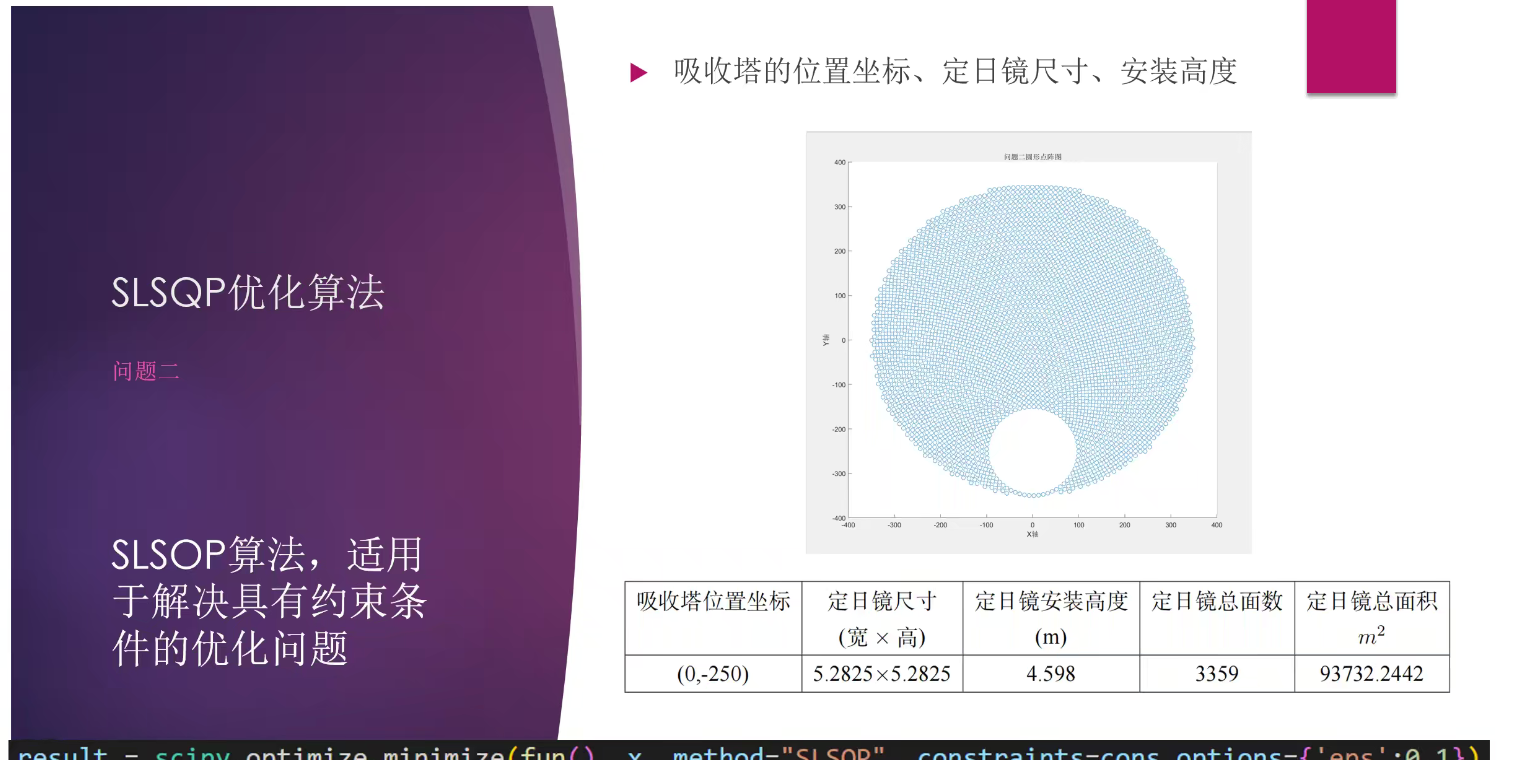 吸收塔的位置坐标、定日镜尺寸、安装高度
SLSQP优化算法
问题二
SLSOP算法，适用
于解决具有约束条
件的优化问题
问题二圆形点阵图
400
300
200
100
0
-100
-200
-300
-400
Y轴
-400 -300 -200 -100 0 100 200 300 400
X轴
吸收塔位置坐标 定日镜尺寸 定日镜安装高度 定日镜总面数 定日镜总面积
(宽 × 高) (m) m²
(0,-250) 5.2825×5.2825 4.598 3359 93732.2442
result = scipy.optimize.minimize(fun(), x, method="SLSQP", constraints=cons,options={'eps':0.1})